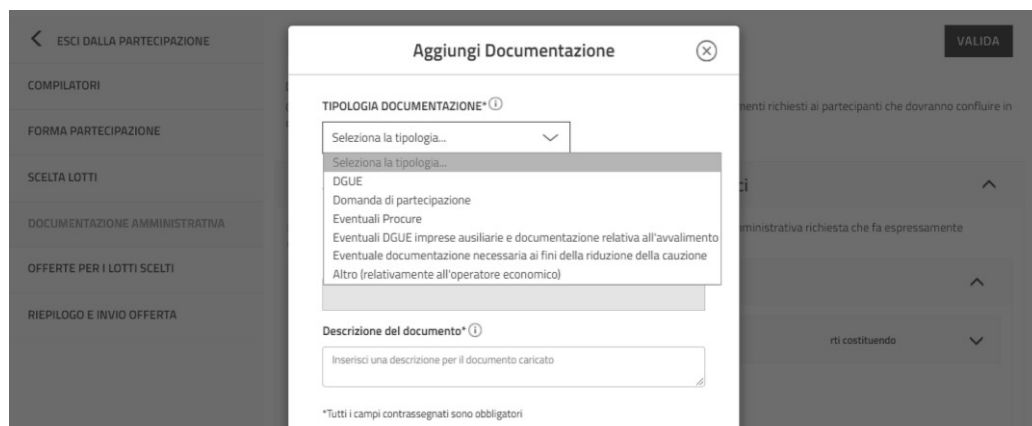 ESCI DALLA PARTECIPAZIONE
COMPILATORI
FORMA PARTECIPAZIONE
SCELTA LOTTI
DOCUMENTAZIONE AMMINISTRATIVA
OFFERTE PER I LOTTI SCELTI
RIEPILOGO E INVIO OFFERTA
VALIDA
menti richiesti ai partecipanti che dovranno confluire in
ci
mministrativa richiesta che fa espressamente
rti costituendo
Aggiungi Documentazione
TIPOLOGIA DOCUMENTAZIONE*
Seleziona la tipologia...
Seleziona la tipologia...
DGUE
Domanda di partecipazione
Eventuali Procure
Eventuali DGUE imprese ausiliarie e documentazione relativa all'avvalimento
Eventuale documentazione necessaria ai fini della riduzione della cauzione
Altro (relativamente all'operatore economico)
Descrizione del documento*
Inserisci una descrizione per il documento caricato
*Tutti i campi contrassegnati sono obbligatori